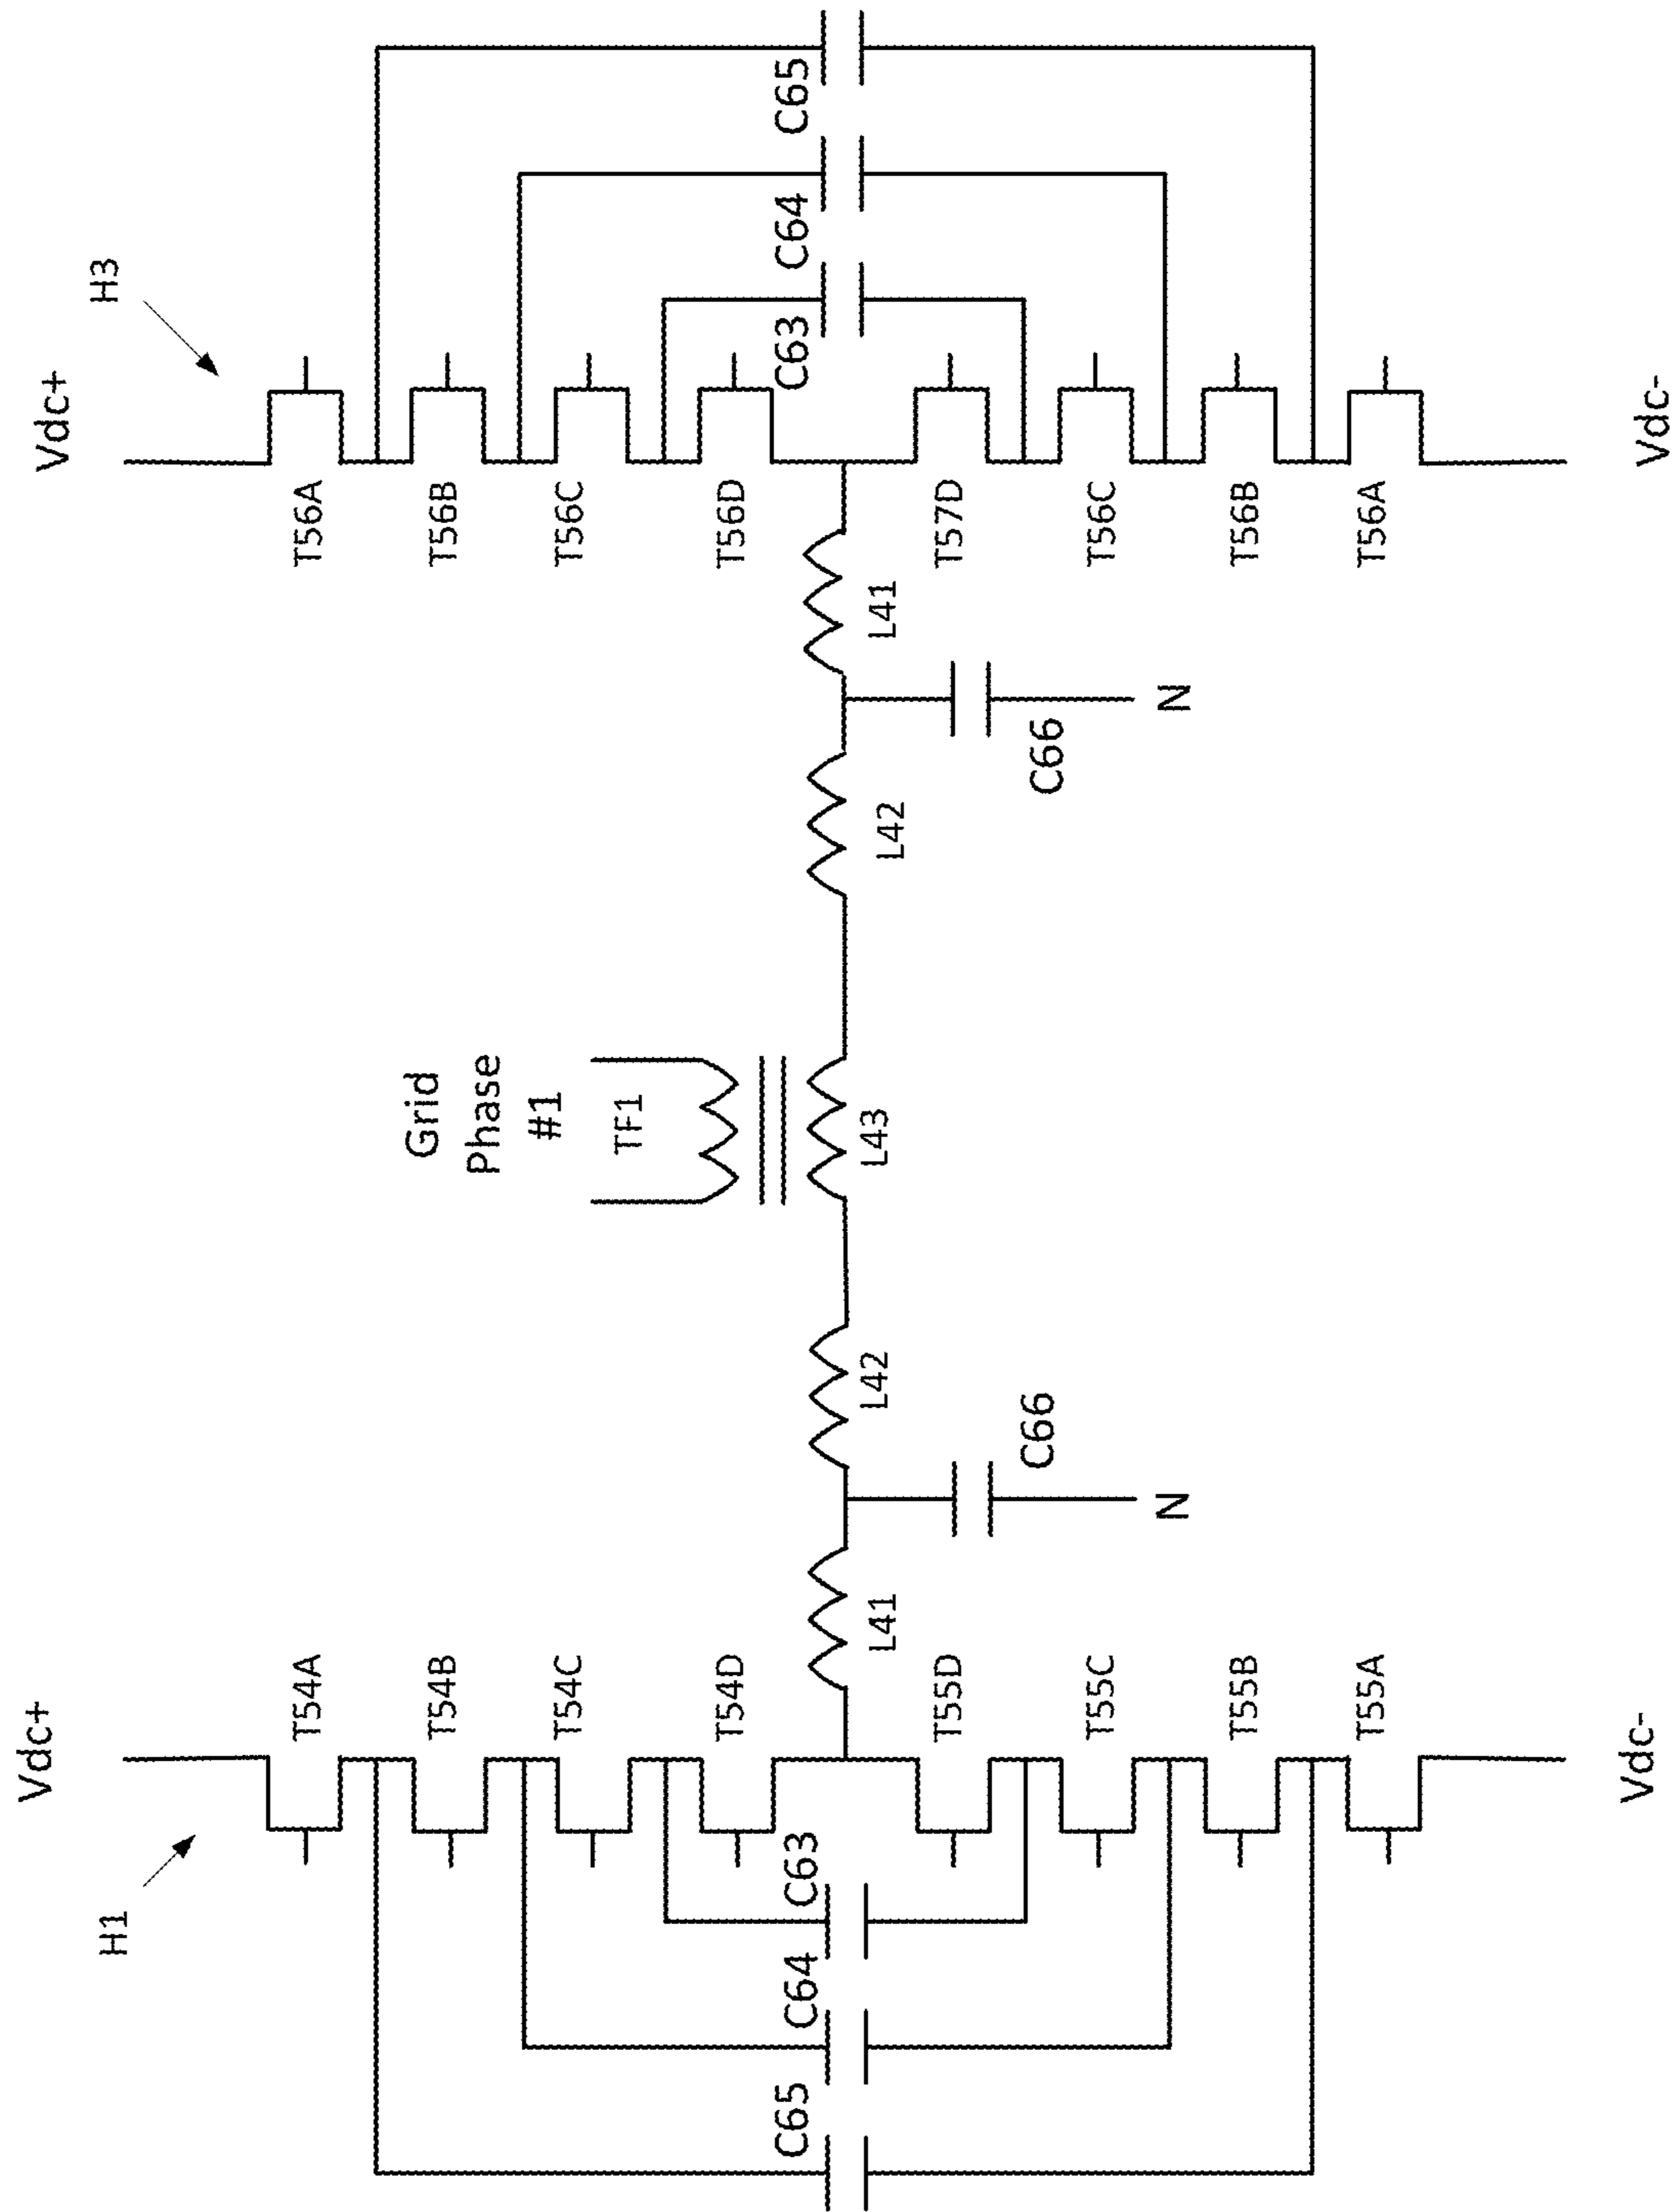 Vdc+
Vdc+
H1
H3
Grid
Phase
#1
TF1
T54A
T54B
T54C
T54D
T55D
T55C
T55B
T55A
T56A
T56B
T56C
T56D
T57D
T56C
T56B
T56A
C65
C64
C63
L41
L42
L43
L42
L41
C63
C64
C65
C66
C66
N
N
Vdc-
Vdc-